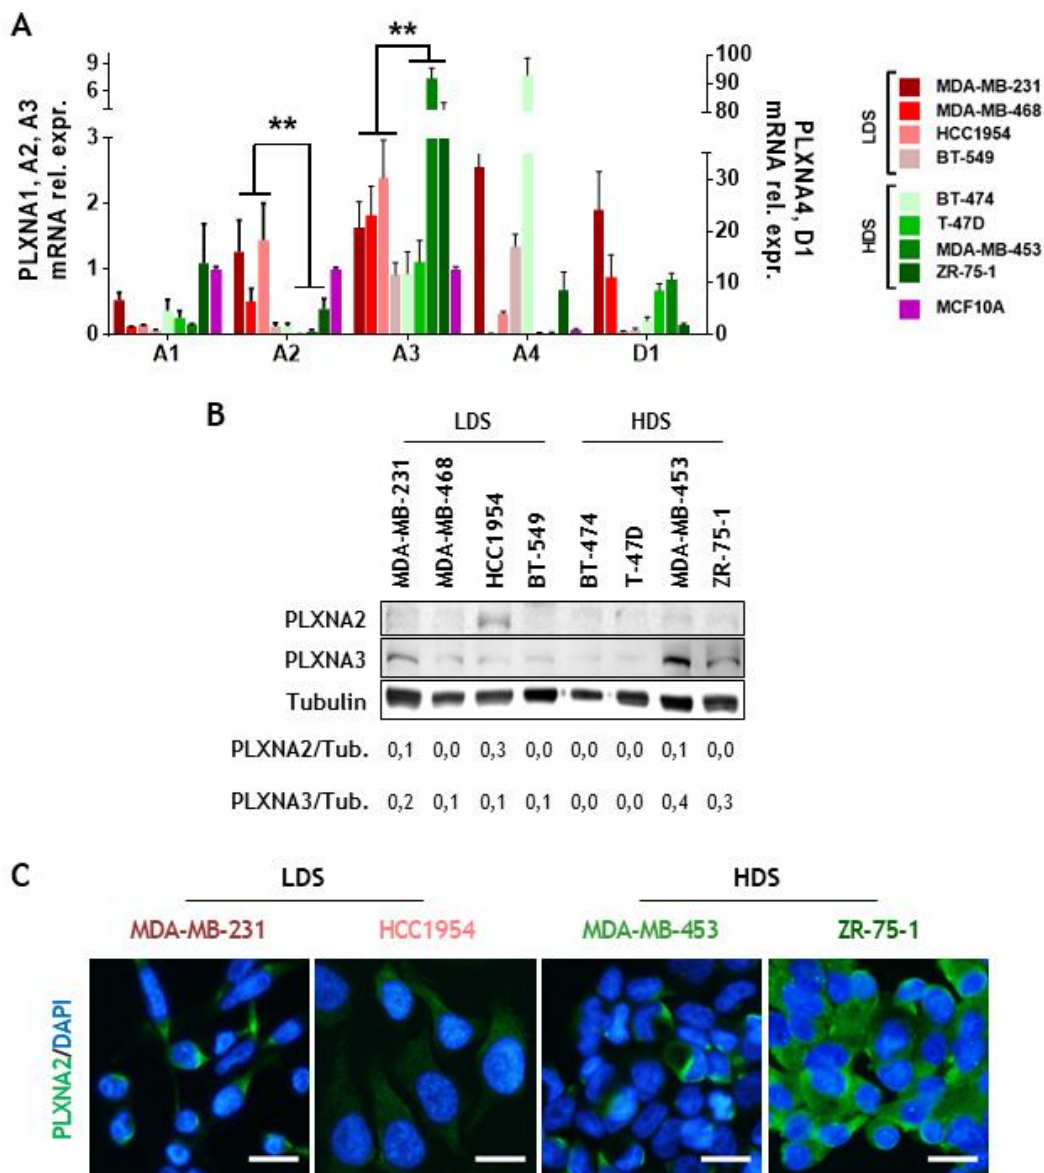 A
PLXNA1, A2, A3
mRNA rel. expr.
9
6
3
2
1
0
**
**
100
90
80
30
20
10
0
PLXNA4, D1
mRNA rel. expr.
A1 A2 A3 A4 D1
LDS
MDA-MB-231
MDA-MB-468
HCC1954
BT-549
HDS
BT-474
T-47D
MDA-MB-453
ZR-75-1
MCF10A
B
LDS HDS
MDA-MB-231 MDA-MB-468 HCC1954 BT-549 BT-474 T-47D MDA-MB-453 ZR-75-1
PLXNA2
PLXNA3
Tubulin
PLXNA2/Tub. 0,1 0,0 0,3 0,0 0,0 0,0 0,1 0,0
PLXNA3/Tub. 0,2 0,1 0,1 0,1 0,0 0,0 0,4 0,3
C
LDS HDS
MDA-MB-231 HCC1954 MDA-MB-453 ZR-75-1
PLXNA2/DAPI